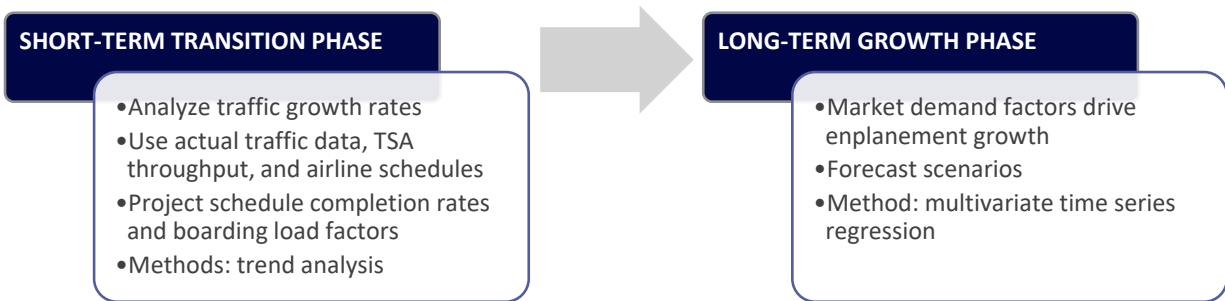 SHORT-TERM TRANSITION PHASE
•Analyze traffic growth rates
•Use actual traffic data, TSA
throughput, and airline schedules
•Project schedule completion rates
and boarding load factors
•Methods: trend analysis
LONG-TERM GROWTH PHASE
•Market demand factors drive
enplanement growth
•Forecast scenarios
•Method: multivariate time series
regression